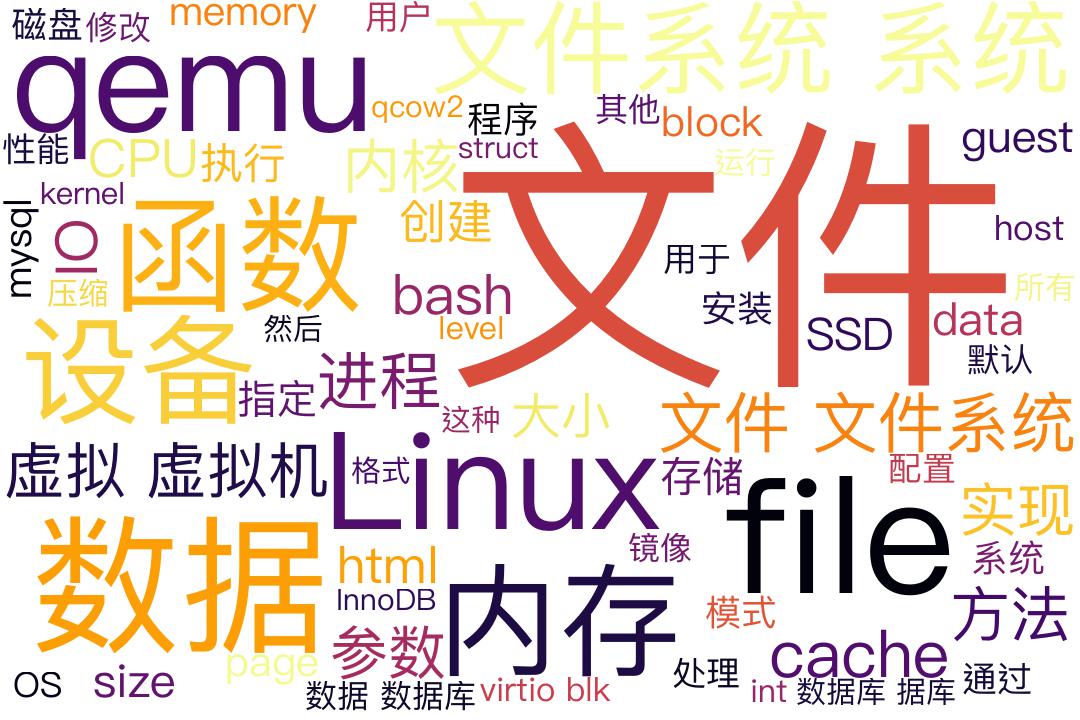 磁盘
修改
memory
用户
文件系统 系统
qemu
qcow2
程序
其他
block
guest
性能
CPU
执行
内核
struct
运行
文件
kernel
mysql
IO
函数
创建
用于
host
压缩
bash
安装
SSD
data
所有
设备
然后
level
默认
指定
进程
这种
大小
文件 文件系统
虚拟 虚拟机
Linux
格式
存储
file
配置
实现
数据
html
InnoDB
内存
镜像
系统
模式
方法
参数
cache
page
OS
size
数据 数据库
virtio blk
处理
int
数据库 据库
通过